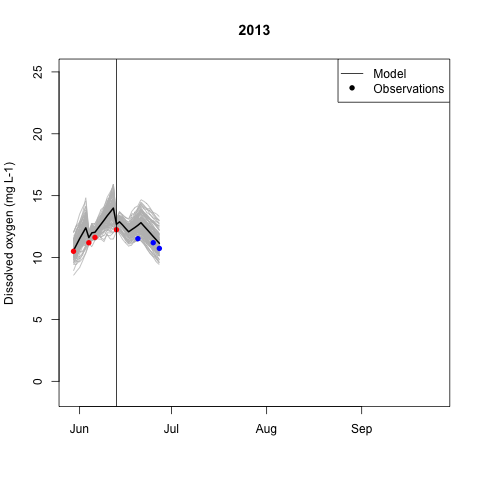 2013
Model
Observations
Dissolved oxygen (mg L-1)
25
20
15
10
5
0
Jun
Jul
Aug
Sep